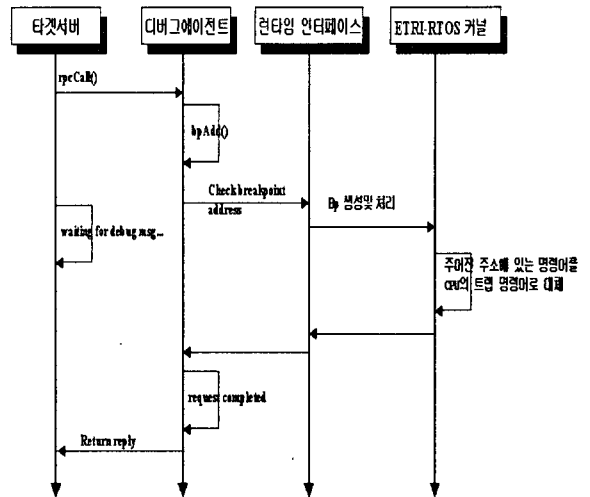 타겟서버
디버그에이전트
런타임 인터페이스
ETRI-RTOS 커널
rpcCall()
bpAdd()
Check breakpoint
address
Bp 생성및 처리
waiting for debug msg...
주어진 주소에 있는 명령어를
CPU의 트랩 명령어로 대체
request completed
Return reply